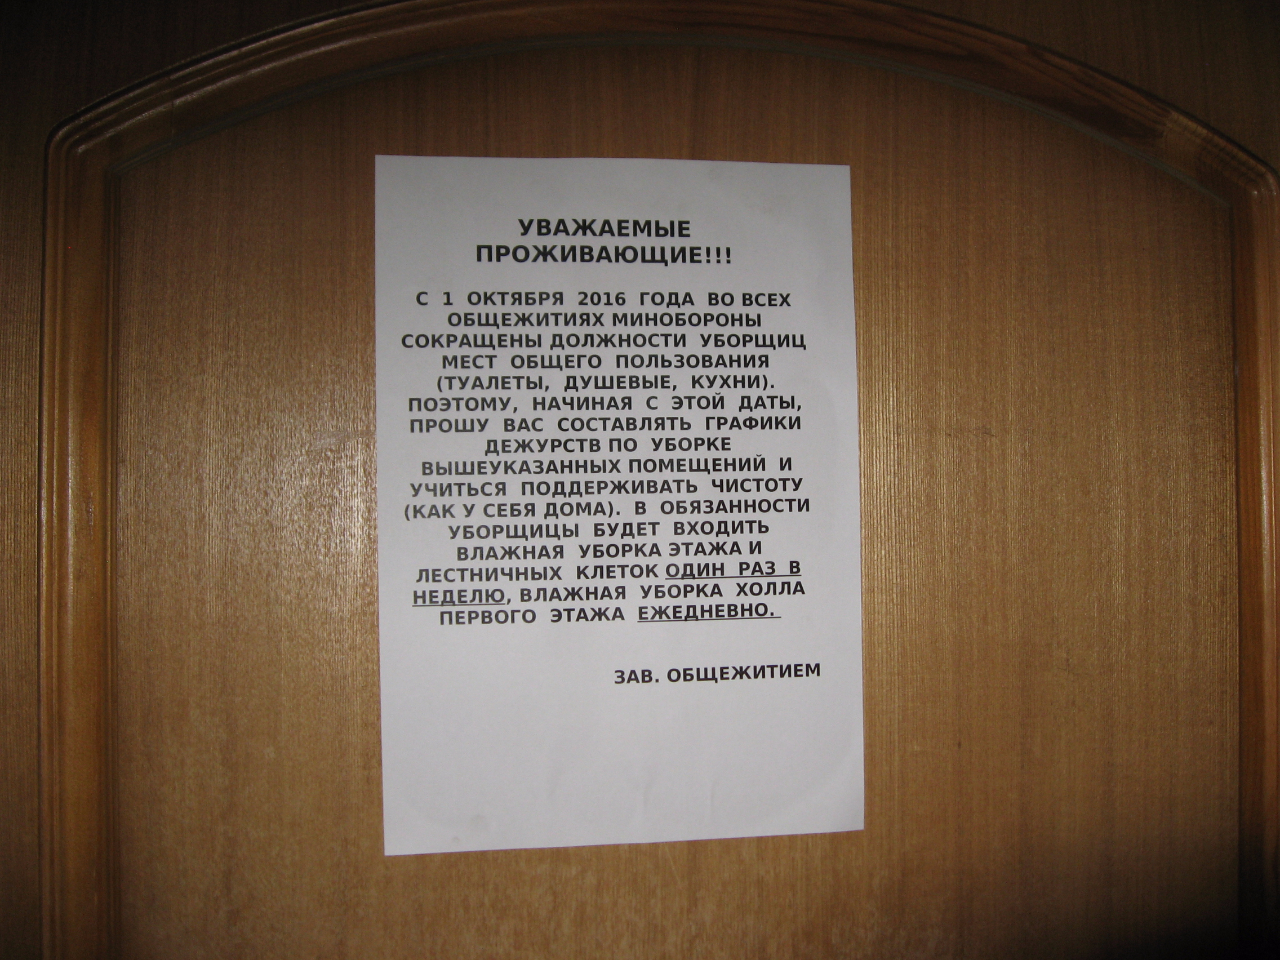 УВАЖАЕМЫЕ
ПРОЖИВАЮЩИЕ!!!
С 1 ОКТЯБРЯ 2016 ГОДА ВО ВСЕХ
ОБЩЕЖИТИЯХ МИНОБОРОНЫ
СОКРАЩЕНЫ ДОЛЖНОСТИ УБОРЩИЦ
МЕСТ ОБЩЕГО ПОЛЬЗОВАНИЯ
(ТУАЛЕТЫ, ДУШЕВЫЕ, КУХНИ).
ПОЭТОМУ, НАЧИНАЯ С ЭТОЙ ДАТЫ,
ПРОШУ ВАС СОСТАВЛЯТЬ ГРАФИКИ
ДЕЖУРСТВ ПО УБОРКЕ
ВЫШЕУКАЗАННЫХ ПОМЕЩЕНИЙ И
УЧИТЬСЯ ПОДДЕРЖИВАТЬ ЧИСТОТУ
(КАК У СЕБЯ ДОМА). В ОБЯЗАННОСТИ
УБОРЩИЦЫ БУДЕТ ВХОДИТЬ
ВЛАЖНАЯ УБОРКА ЭТАЖА И
ЛЕСТНИЧНЫХ КЛЕТОК ОДИН РАЗ В
НЕДЕЛЮ, ВЛАЖНАЯ УБОРКА ХОЛЛА
ПЕРВОГО ЭТАЖА ЕЖЕДНЕВНО.
ЗАВ. ОБЩЕЖИТИЕМ